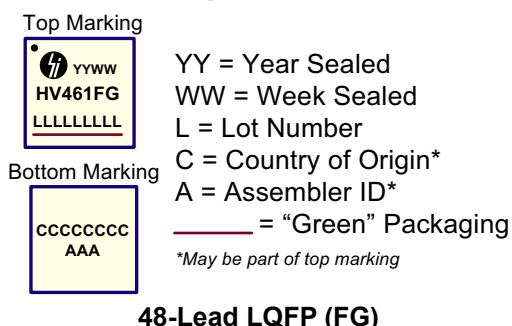 Top Marking
YYWW
HV461FG
LLLLLLLLL
Bottom Marking
CCCCCCCC
AAA
YY = Year Sealed
WW = Week Sealed
L = Lot Number
C = Country of Origin*
A = Assembler ID*
= “Green” Packaging
*May be part of top marking
48-Lead LQFP (FG)